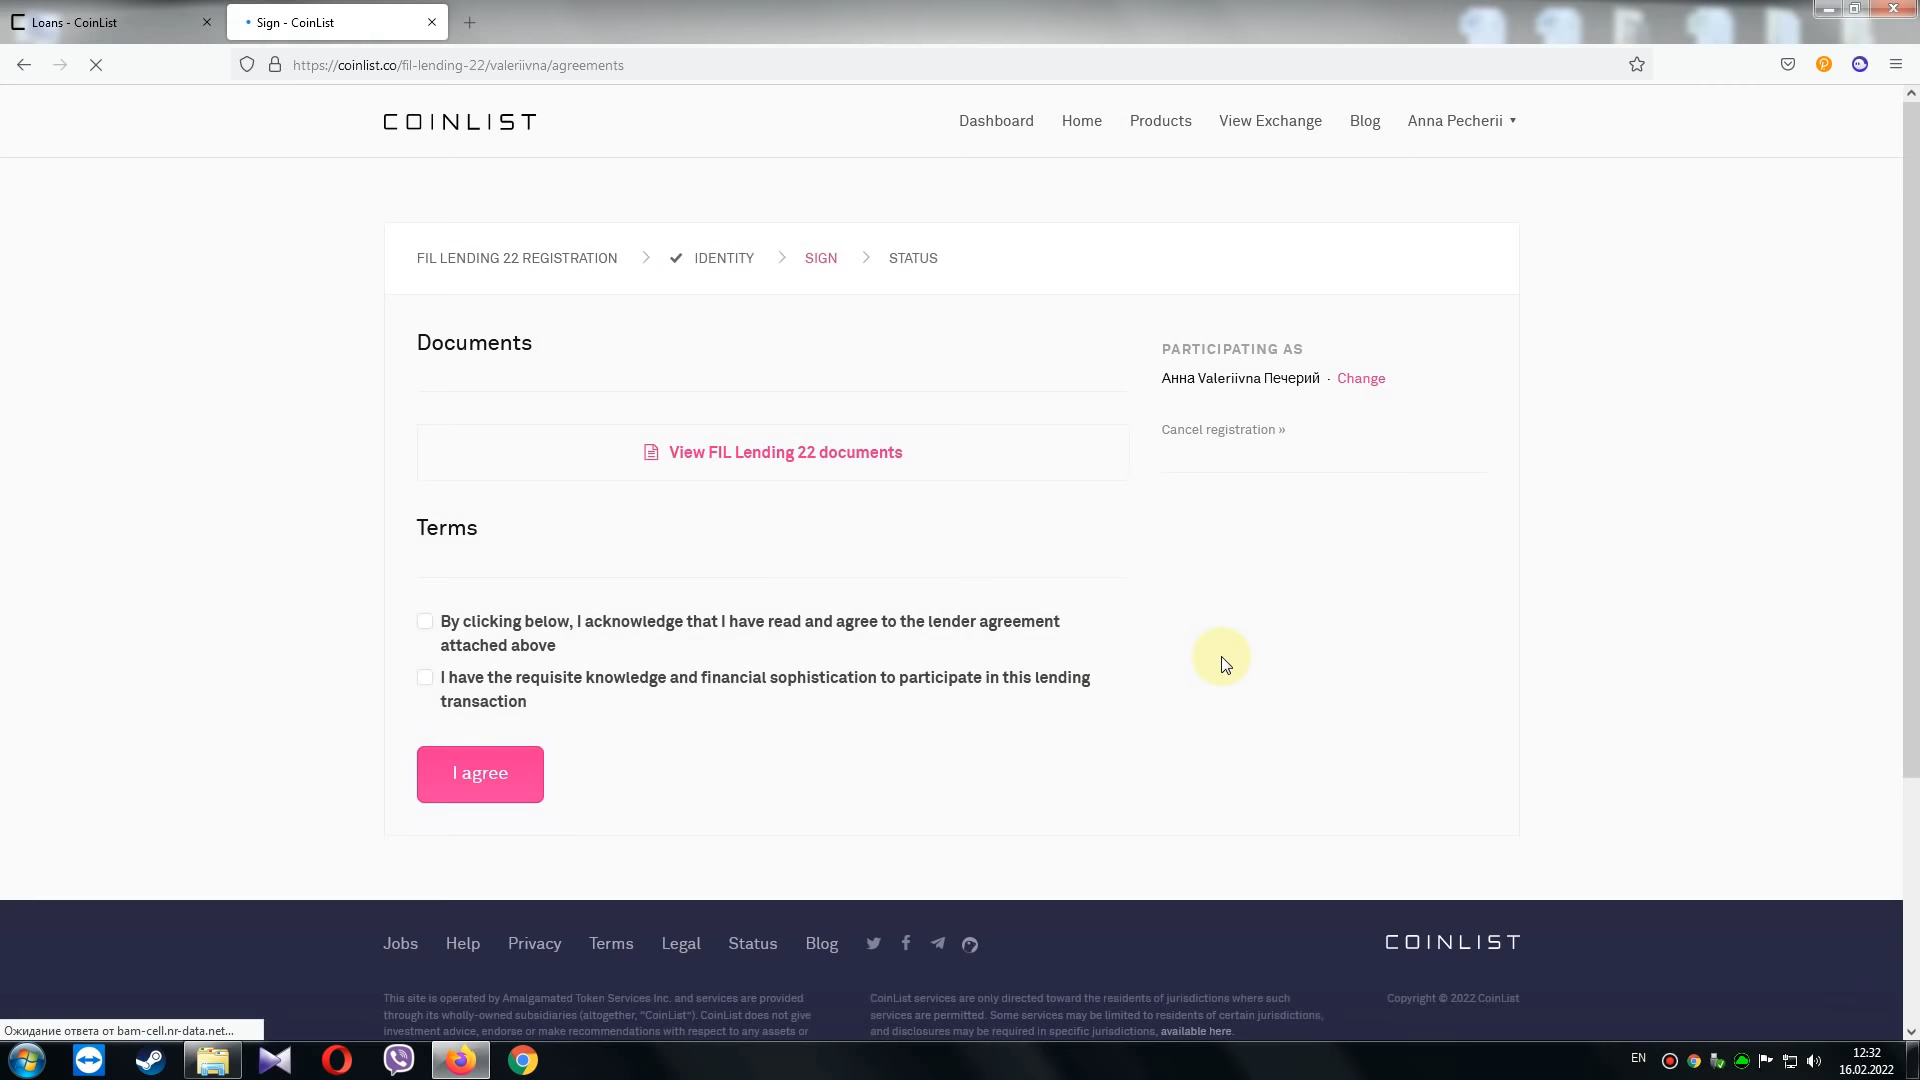 Loans - CoinList
Sign - CoinList
https://coinlist.co/fil-lending-22/valeriivna/agreements
COINLIST
Dashboard
Home
Products
View Exchange
Blog
Anna Pecherii
FIL LENDING 22 REGISTRATION
IDENTITY
SIGN
STATUS
Documents
PARTICIPATING AS
Анна Valeriivna Печерий · Change
Cancel registration »
View FIL Lending 22 documents
Terms
By clicking below, I acknowledge that I have read and agree to the lender agreement
attached above
I have the requisite knowledge and financial sophistication to participate in this lending
transaction
I agree
Jobs
Help
Privacy
Terms
Legal
Status
Blog
COINLIST
This site is operated by Amalgamated Token Services Inc. and services are provided
through its wholly-owned subsidiaries (altogether, "CoinList"). CoinList does not give
investment advice, endorse or make recommendations with respect to any assets or
CoinList services are only directed toward the residents of jurisdictions where such
services are permitted. Some services may be limited to residents of certain jurisdictions,
and disclosures may be required in specific jurisdictions, available here.
Copyright © 2022 CoinList
Ожидание ответа от bam-cell.nr-data.net...
EN
12:32
16.02.2022